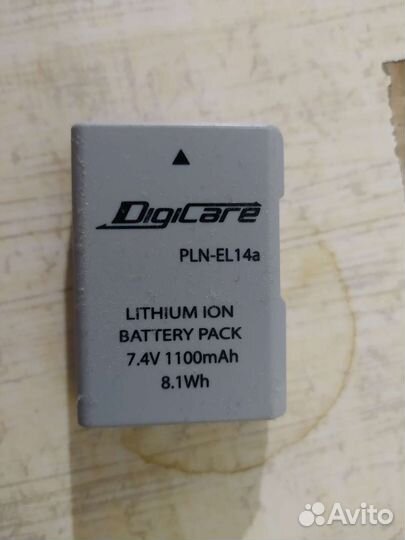 DigiCare
PLN-EL14a
LITHIUM ION
BATTERY PACK
7.4V 1100mAh
8.1Wh
Avito